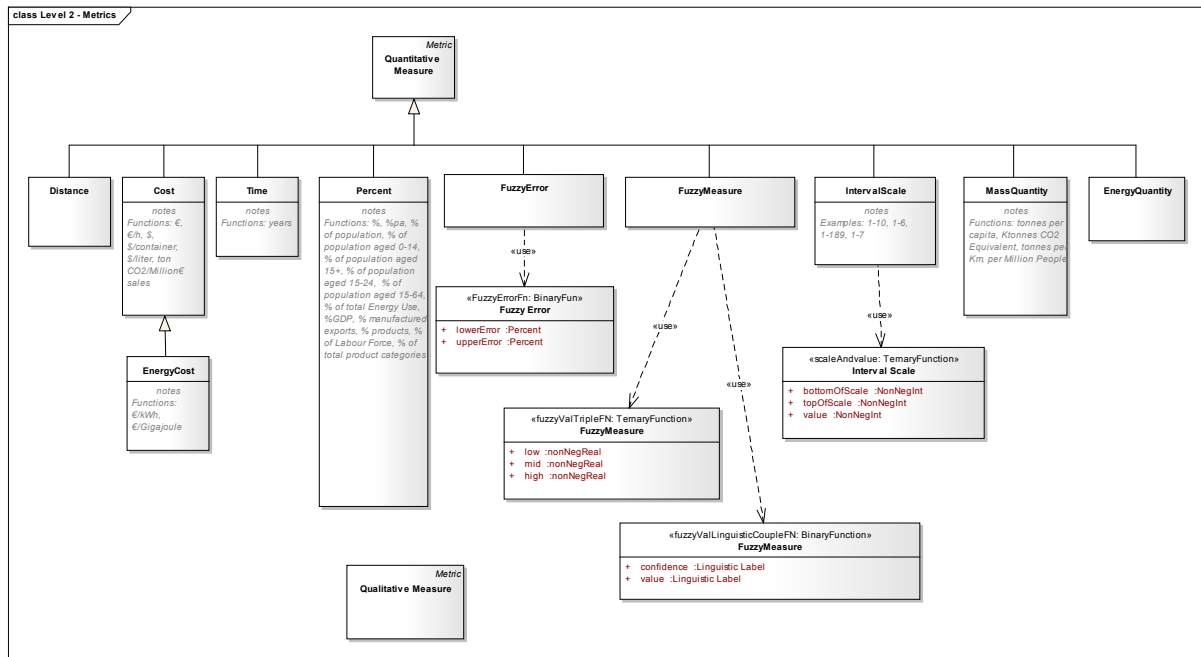 class Level 2 - Metrics
Metric
Quantitative
Measure
Distance
Cost
notes
Functions: €,
€/h, $,
$/container,
$/liter, ton
CO2/Million€
sales
Time
notes
Functions: years
Percent
notes
Functions: %, %pa, %
of population, % of
population aged 0-14,
% of population aged
15+, % of population
aged 15-24, % of
population aged 15-64,
% of total Energy Use,
%GDP, % manufactured
exports, % products, %
of Labour Force, % of
total product categories
FuzzyError
FuzzyMeasure
IntervalScale
notes
Examples: 1-10, 1-6,
1-189, 1-7
MassQuantity
notes
Functions: tonnes per
capita, Ktonnes CO2
Equivalent, tonnes per
Km, per Million People
EnergyQuantity
«use»
«use»
«use»
«use»
«FuzzyErrorFn: BinaryFun»
Fuzzy Error
+ lowerError :Percent
+ upperError :Percent
EnergyCost
notes
Functions:
€/kWh,
€/Gigajoule
«scaleAndvalue: TernaryFunction»
Interval Scale
+ bottomOfScale :NonNegInt
+ topOfScale :NonNegInt
+ value :NonNegInt
«fuzzyValTripleFN: TernaryFunction»
FuzzyMeasure
+ low :nonNegReal
+ mid :nonNegReal
+ high :nonNegReal
«fuzzyValLinguisticCoupleFN: BinaryFunction»
FuzzyMeasure
+ confidence :Linguistic Label
+ value :Linguistic Label
Metric
Qualitative Measure